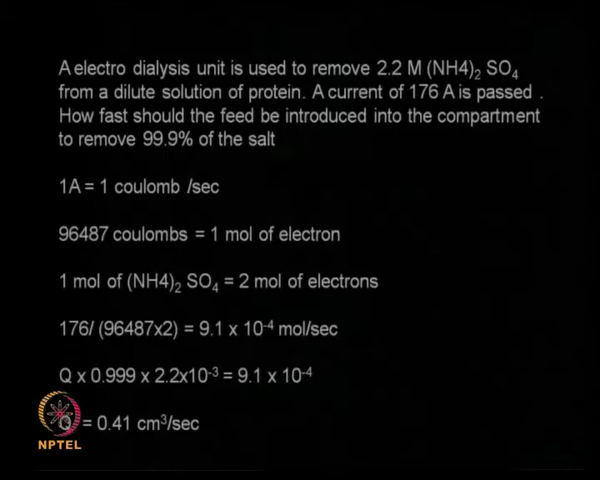 A electro dialysis unit is used to remove 2.2 M (NH4)₂ SO₄
from a dilute solution of protein. A current of 176 A is passed .
How fast should the feed be introduced into the compartment
to remove 99.9% of the salt
1A = 1 coulomb /sec
96487 coulombs = 1 mol of electron
1 mol of (NH4)₂ SO₄ = 2 mol of electrons
176/ (96487x2) = 9.1 x 10⁻⁴ mol/sec
Q x 0.999 x 2.2x10⁻³ = 9.1 x 10⁻⁴
Q = 0.41 cm³/sec
NPTEL